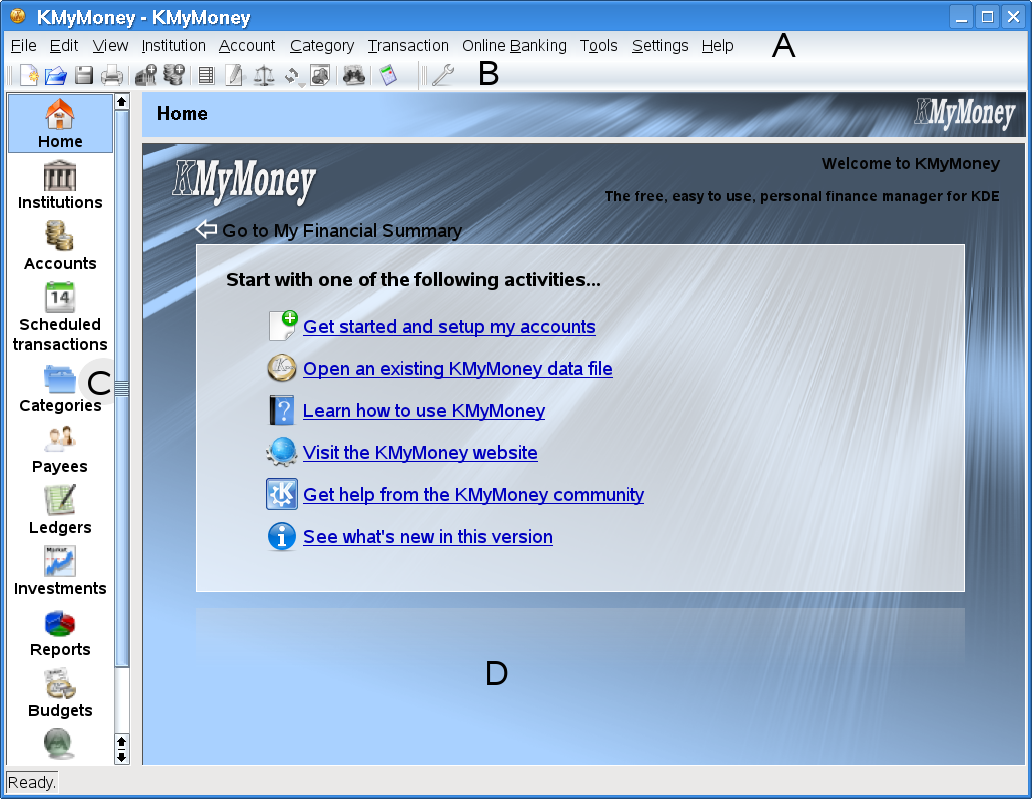 KMyMoney - KMyMoney
File Edit View Institution Account Category Transaction Online Banking Tools Settings Help A
B
Home
KMyMoney
Home
Institutions
Accounts
14
Scheduled
transactions
C
Categories
Payees
Ledgers
Market
Investments
Reports
Budgets
KMyMoney
Welcome to KMyMoney
The free, easy to use, personal finance manager for KDE
Go to My Financial Summary
Start with one of the following activities...
Get started and setup my accounts
Open an existing KMyMoney data file
Learn how to use KMyMoney
Visit the KMyMoney website
Get help from the KMyMoney community
See what's new in this version
D
Ready.